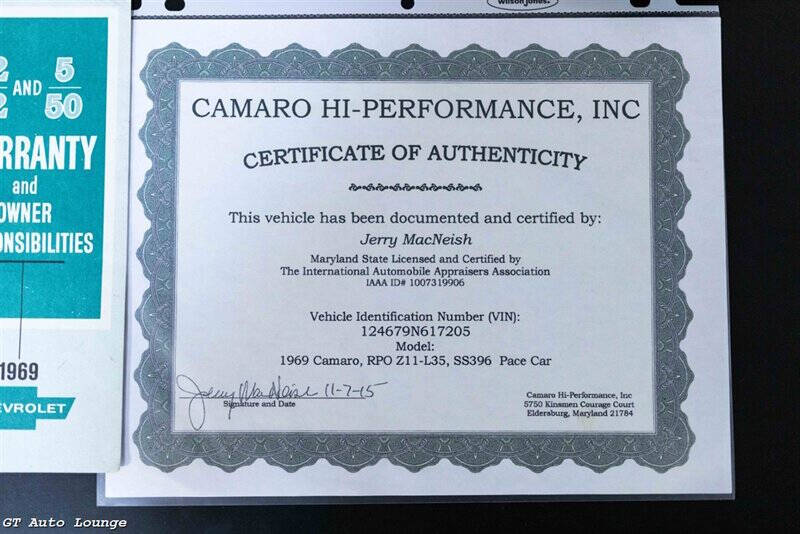 Wilson Jones.
2 AND 5
2 50
RRANTY
and
OWNER
ONSIBILITIES
1969
EVROLET
CAMARO HI-PERFORMANCE, INC
CERTIFICATE OF AUTHENTICITY
This vehicle has been documented and certified by:
Jerry MacNeish
Maryland State Licensed and Certified by
The International Automobile Appraisers Association
IAAA ID# 1007319906
Vehicle Identification Number (VIN):
124679N617205
Model:
1969 Camaro, RPO Z11-L35, SS396 Pace Car
Jerry MacNeish 11-7-15
Signature and Date
Camaro Hi-Performance, Inc
5750 Kinsmen Courage Court
Eldersburg, Maryland 21784
GT Auto Lounge